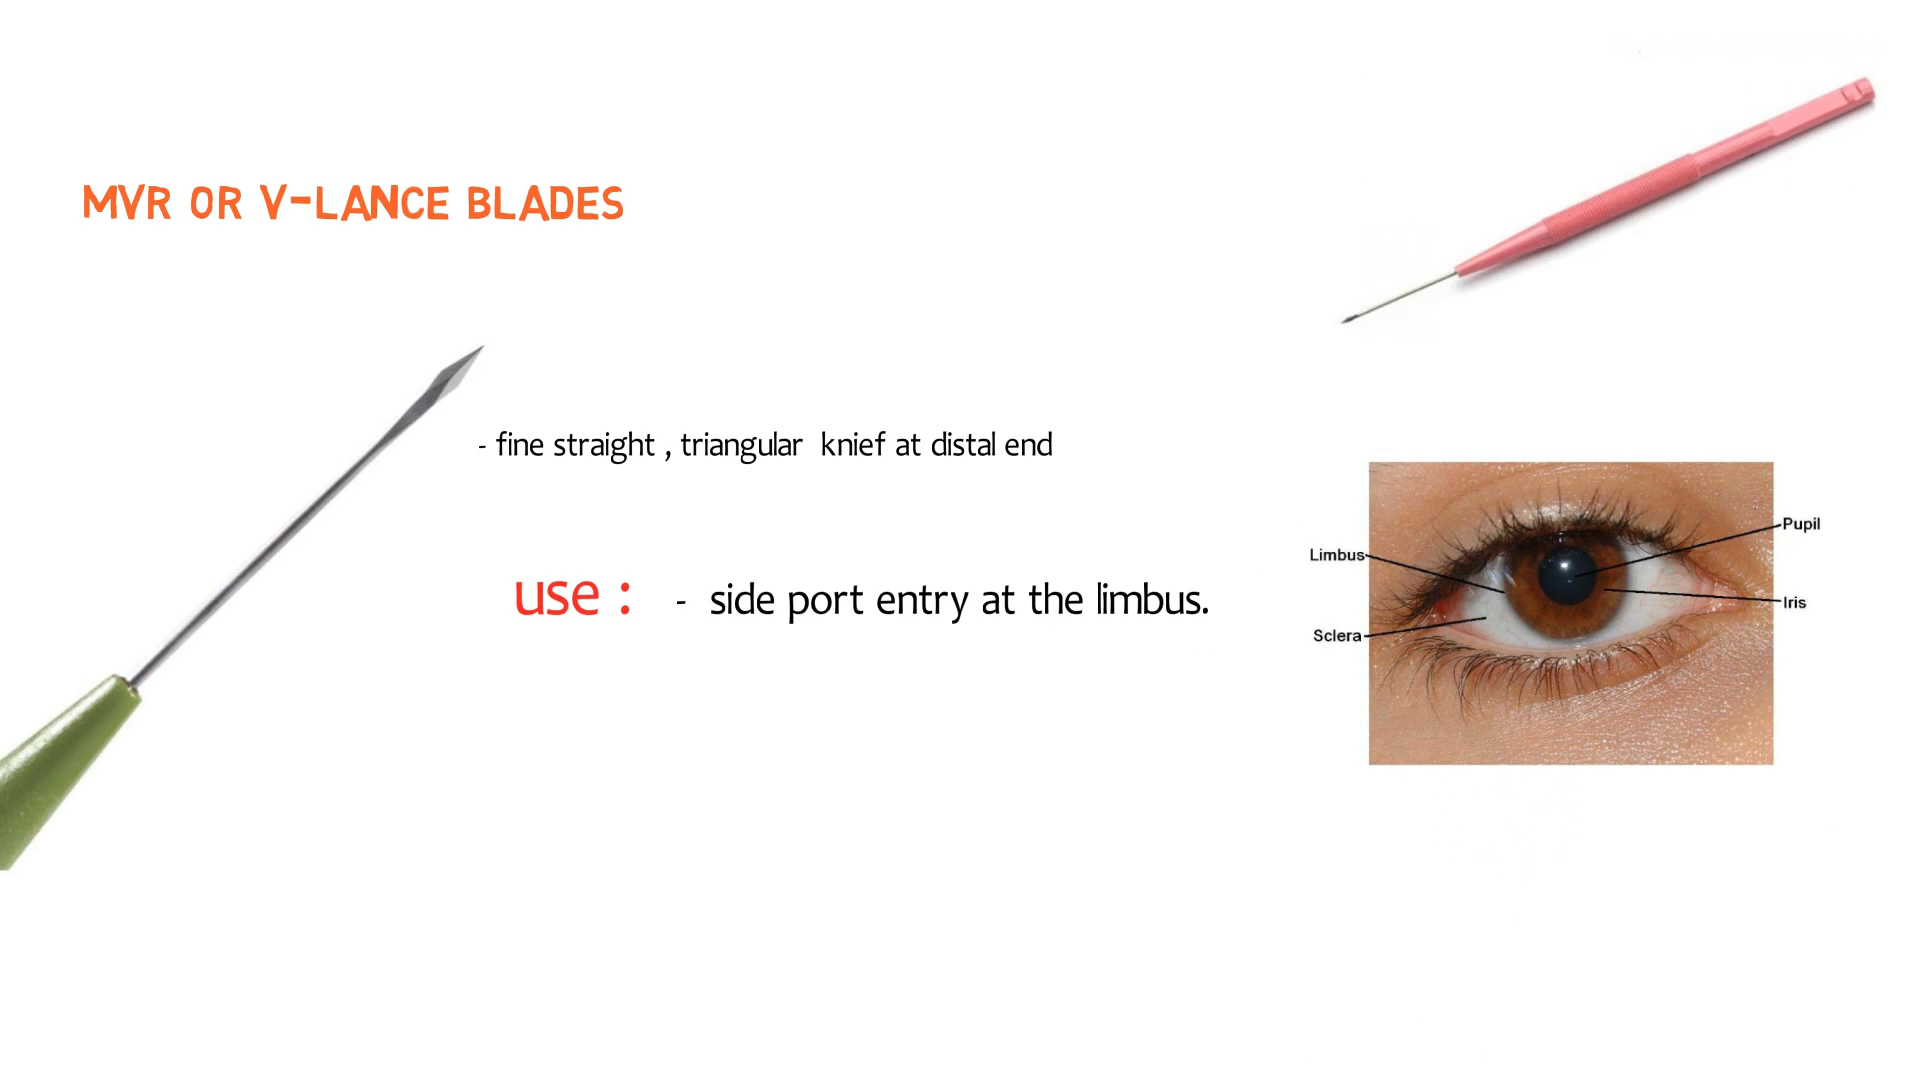 MVR OR V-LANCE BLADES
- fine straight , triangular knief at distal end
use : - side port entry at the limbus.
Pupil
Limbus
Iris
Sclera